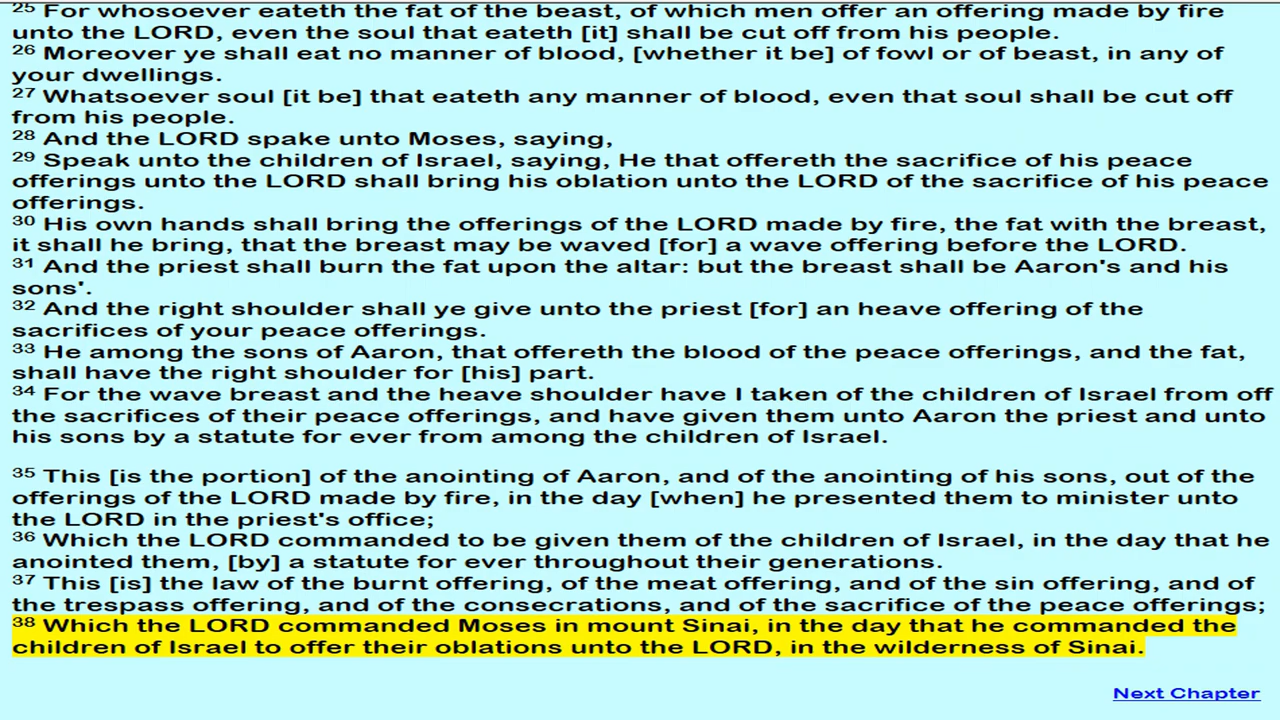 25 For whosoever eateth the fat of the beast, of which men offer an offering made by fire
unto the LORD, even the soul that eateth [it] shall be cut off from his people.
26 Moreover ye shall eat no manner of blood, [whether it be] of fowl or of beast, in any of
your dwellings.
27 Whatsoever soul [it be] that eateth any manner of blood, even that soul shall be cut off
from his people.
28 And the LORD spake unto Moses, saying,
29 Speak unto the children of Israel, saying, He that offereth the sacrifice of his peace
offerings unto the LORD shall bring his oblation unto the LORD of the sacrifice of his peace
offerings.
30 His own hands shall bring the offerings of the LORD made by fire, the fat with the breast,
it shall he bring, that the breast may be waved [for] a wave offering before the LORD.
31 And the priest shall burn the fat upon the altar: but the breast shall be Aaron's and his
sons'.
32 And the right shoulder shall ye give unto the priest [for] an heave offering of the
sacrifices of your peace offerings.
33 He among the sons of Aaron, that offereth the blood of the peace offerings, and the fat,
shall have the right shoulder for [his] part.
34 For the wave breast and the heave shoulder have I taken of the children of Israel from off
the sacrifices of their peace offerings, and have given them unto Aaron the priest and unto
his sons by a statute for ever from among the children of Israel.
35 This [is the portion] of the anointing of Aaron, and of the anointing of his sons, out of the
offerings of the LORD made by fire, in the day [when] he presented them to minister unto
the LORD in the priest's office;
36 Which the LORD commanded to be given them of the children of Israel, in the day that he
anointed them, [by] a statute for ever throughout their generations.
37 This [is] the law of the burnt offering, of the meat offering, and of the sin offering, and of
the trespass offering, and of the consecrations, and of the sacrifice of the peace offerings;
38 Which the LORD commanded Moses in mount Sinai, in the day that he commanded the
children of Israel to offer their oblations unto the LORD, in the wilderness of Sinai.
Next Chapter